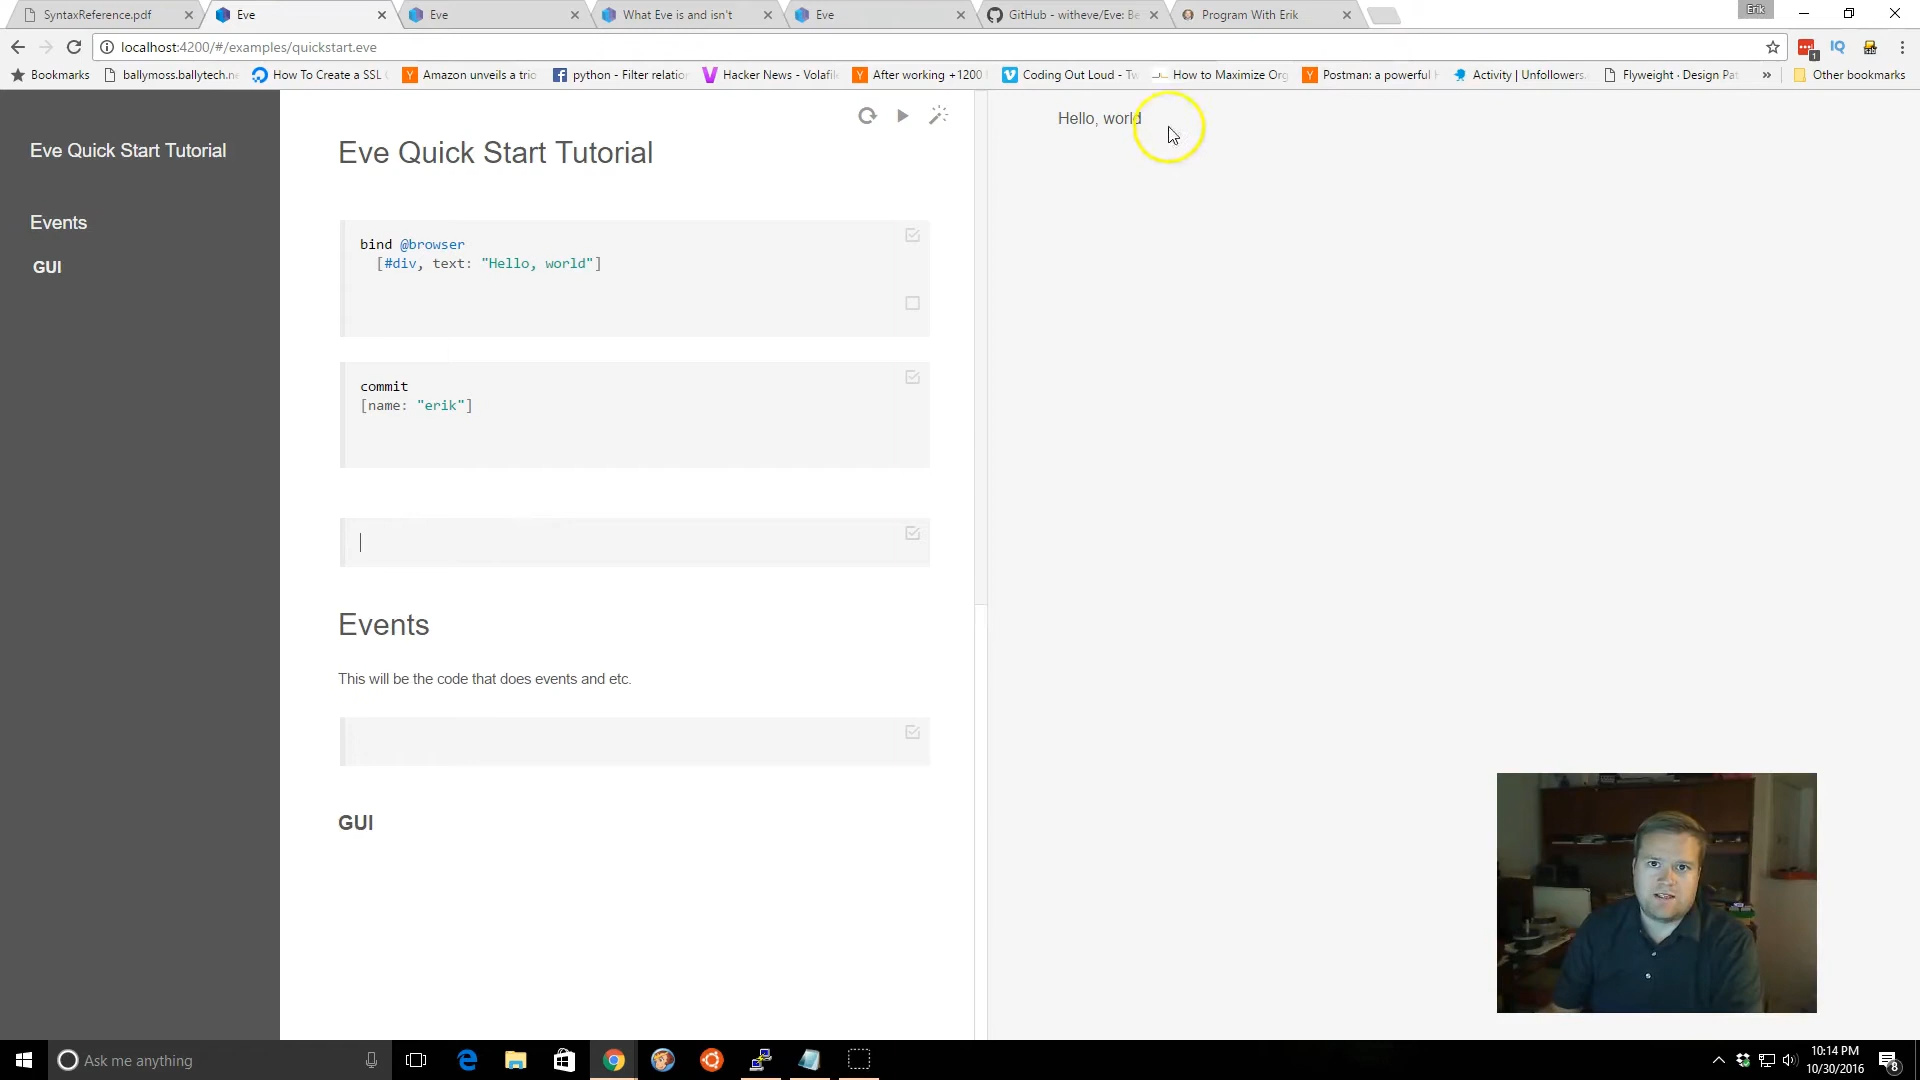 SyntaxReference.pdf
Eve
Eve
What Eve is and isn't
Eve
GitHub - witheve/Eve: Be
Program With Erik
Erik
localhost:4200/#/examples/quickstart.eve
Bookmarks
ballymoss.ballytech.ne
How To Create a SSL
Amazon unveils a trio
python - Filter relatio
Hacker News - Volafile
After working +1200
Coding Out Loud - Tw
How to Maximize Org
Postman: a powerful
Activity | Unfollowers.
Flyweight · Design Pat
»
Other bookmarks
Eve Quick Start Tutorial
Events
GUI
Eve Quick Start Tutorial
bind @browser
[#div, text: "Hello, world"]
commit
[name: "erik"]
Events
This will be the code that does events and etc.
GUI
Hello, world
Ask me anything
10:14 PM
10/30/2016
8